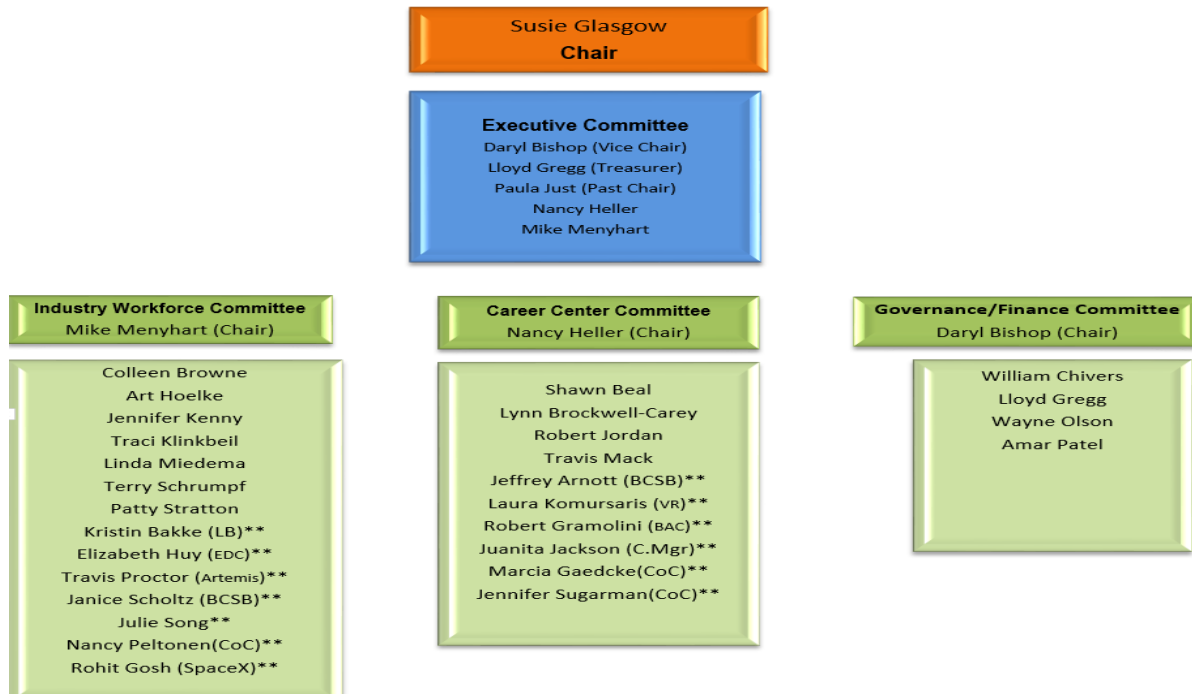 Susie Glasgow
Chair
Executive Committee
Daryl Bishop (Vice Chair)
Lloyd Gregg (Treasurer)
Paula Just (Past Chair)
Nancy Heller
Mike Menyhart
Industry Workforce Committee
Mike Menyhart (Chair)
Colleen Browne
Art Hoelke
Jennifer Kenny
Traci Klinkbeil
Linda Miedema
Terry Schrumpf
Patty Stratton
Kristin Bakke (LB)**
Elizabeth Huy (EDC)**
Travis Proctor (Artemis)**
Janice Scholtz (BCSB)**
Julie Song**
Nancy Peltonen(CoC)**
Rohit Gosh (SpaceX)**
Career Center Committee
Nancy Heller (Chair)
Shawn Beal
Lynn Brockwell-Carey
Robert Jordan
Travis Mack
Jeffrey Arnott (BCSB)**
Laura Komursaris (VR)**
Robert Gramolini (BAC)**
Juanita Jackson (C.Mgr)**
Marcia Gaedcke(CoC)**
Jennifer Sugarman(CoC)**
Governance/Finance Committee
Daryl Bishop (Chair)
William Chivers
Lloyd Gregg
Wayne Olson
Amar Patel